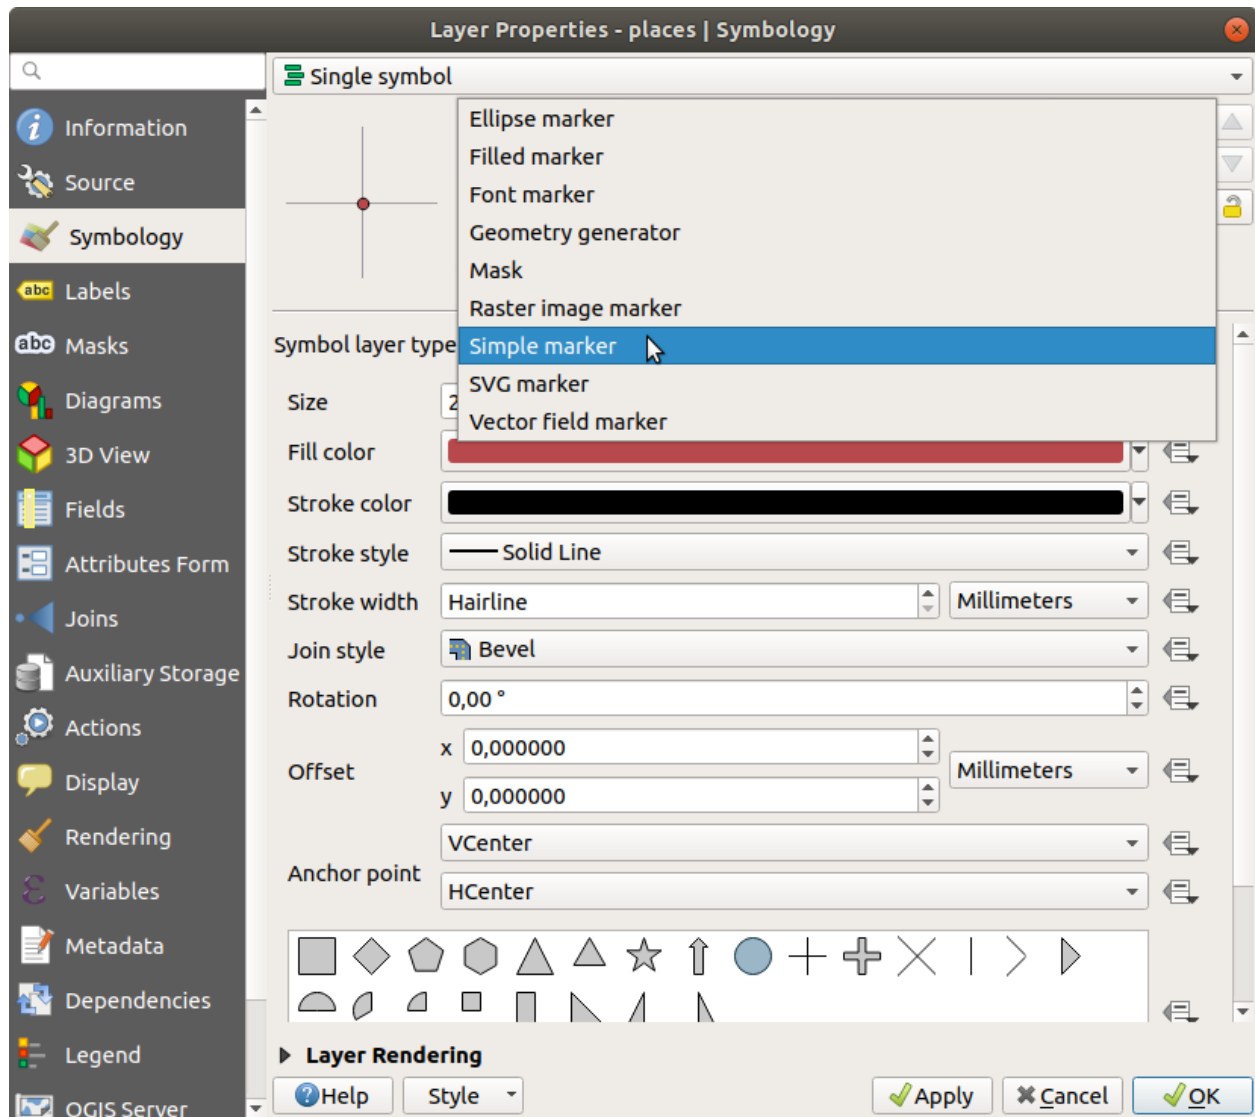 Layer Properties - places | Symbology
Single symbol
Information
Source
Symbology
abc Labels
abc Masks
Diagrams
3D View
Fields
Attributes Form
Joins
Auxiliary Storage
Actions
Display
Rendering
Variables
Metadata
Dependencies
Legend
QGIS Server
Ellipse marker
Filled marker
Font marker
Geometry generator
Mask
Raster image marker
Simple marker
SVG marker
Vector field marker
Symbol layer type
Size 2
Fill color
Stroke color
Stroke style Solid Line
Stroke width Hairline Millimeters
Join style Bevel
Rotation 0,00 °
Offset x 0,000000 Millimeters
y 0,000000
Anchor point VCenter
HCenter
Layer Rendering
Help Style Apply Cancel OK